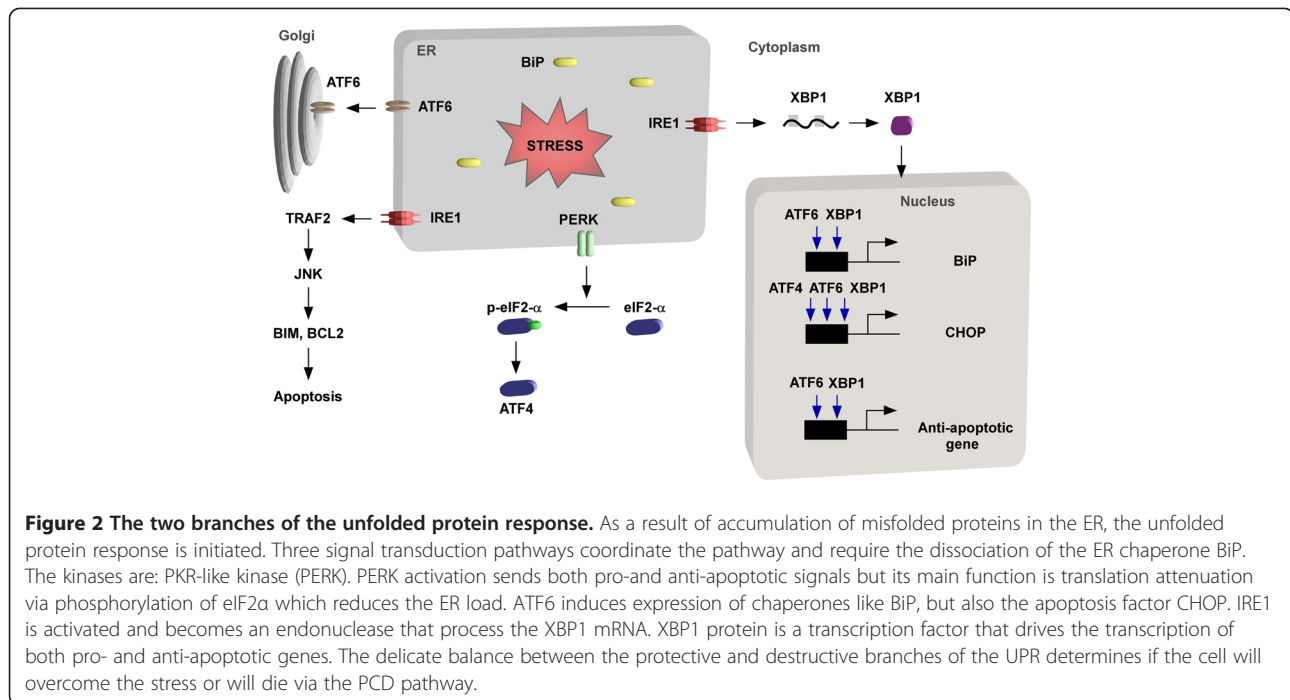 Golgi
ER
Cytoplasm
BiP
ATF6
ATF6
XBP1
XBP1
IRE1
STRESS
Nucleus
TRAF2
IRE1
PERK
ATF6 XBP1
BiP
JNK
ATF4 ATF6 XBP1
p-eIF2-α
eIF2-α
CHOP
BIM, BCL2
ATF6 XBP1
Apoptosis
ATF4
Anti-apoptotic
gene
Figure 2 The two branches of the unfolded protein response. As a result of accumulation of misfolded proteins in the ER, the unfolded
protein response is initiated. Three signal transduction pathways coordinate the pathway and require the dissociation of the ER chaperone BiP.
The kinases are: PKR-like kinase (PERK). PERK activation sends both pro-and anti-apoptotic signals but its main function is translation attenuation
via phosphorylation of eIF2α which reduces the ER load. ATF6 induces expression of chaperones like BiP, but also the apoptosis factor CHOP. IRE1
is activated and becomes an endonuclease that process the XBP1 mRNA. XBP1 protein is a transcription factor that drives the transcription of
both pro- and anti-apoptotic genes. The delicate balance between the protective and destructive branches of the UPR determines if the cell will
overcome the stress or will die via the PCD pathway.